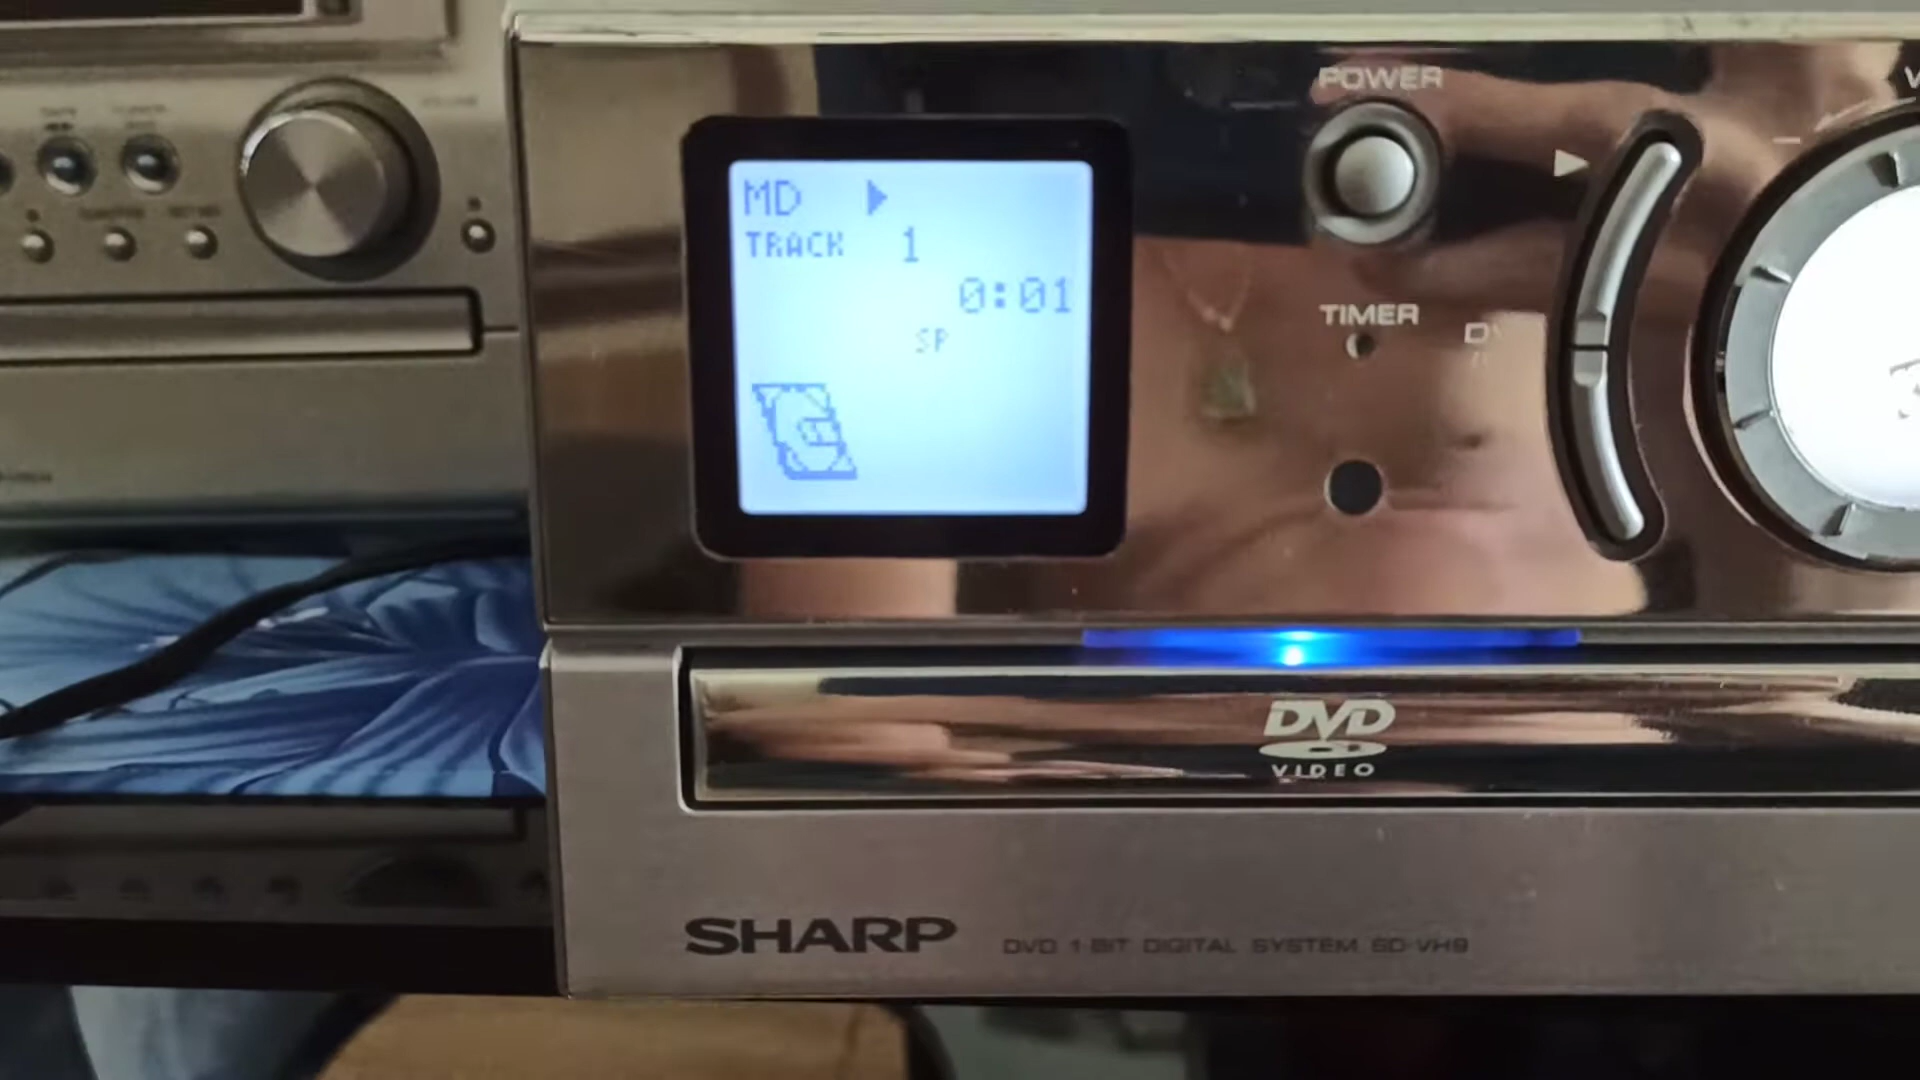 POWER
MD
TRACK 1
0:01
SP
TIMER
DVD
VIDEO
SHARP
DVD 1-BIT DIGITAL SYSTEM SD-VH9